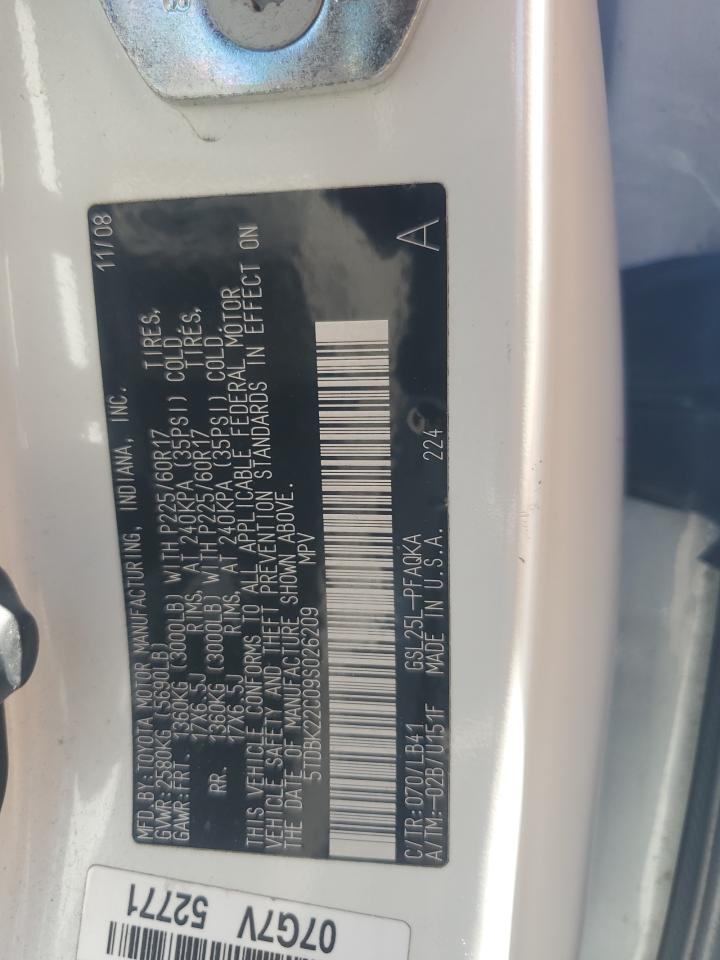 MFD.BY:TOYOTA MOTOR MANUFACTURING, INDIANA, INC. 11/08
GVWR:2580KG (5690LB)
GAWR:FRT. 1360KG (3000LB) WITH P225/60R17 TIRES,
17X6.5J RIMS, AT 240KPA (35PSI) COLD.
RR. 1360KG (3000LB) WITH P225/60R17 TIRES,
17X6.5J RIMS, AT 240KPA (35PSI) COLD.
THIS VEHICLE CONFORMS TO ALL APPLICABLE FEDERAL MOTOR
VEHICLE SAFETY AND THEFT PREVENTION STANDARDS IN EFFECT ON
THE DATE OF MANUFACTURE SHOWN ABOVE.
5TDBK22C09S026209 MPV
C/TR:070/LB41 GSL25L-PFAQKA
A/TM:-02B/U151F MADE IN U.S.A. 224 A
07G7V
52771